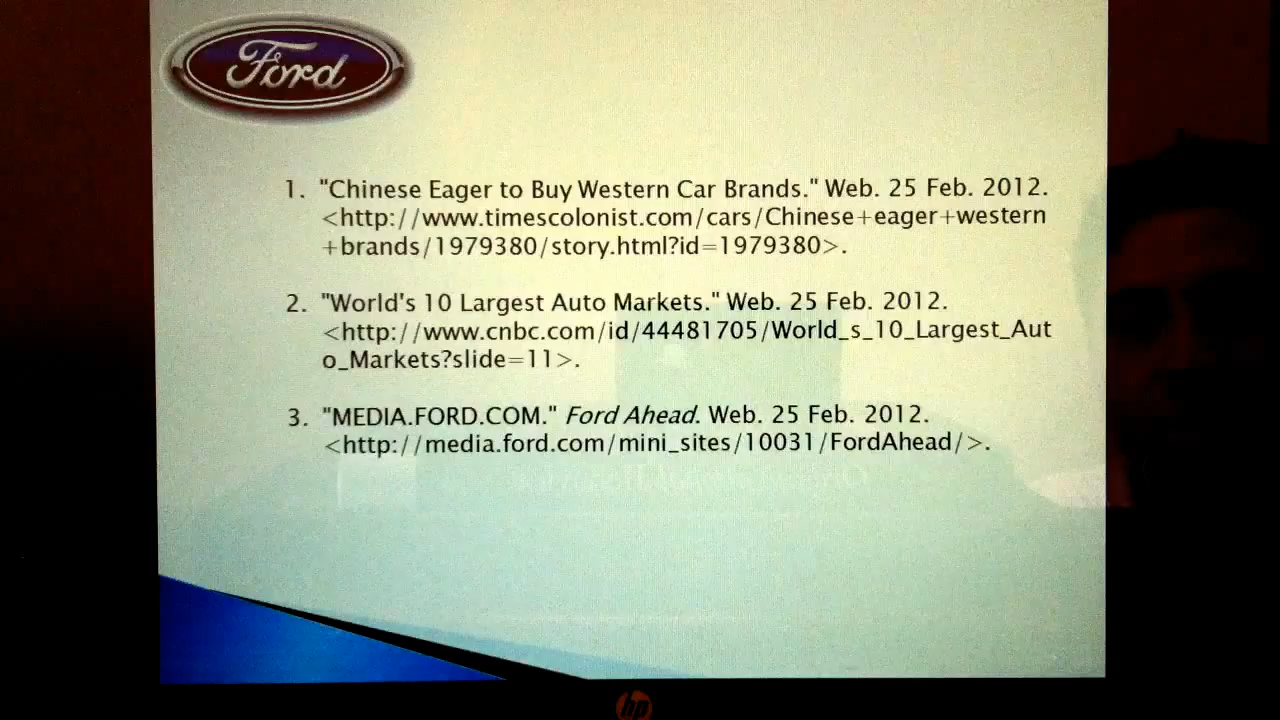 Ford
1. "Chinese Eager to Buy Western Car Brands." Web. 25 Feb. 2012.
<http://www.timescolonist.com/cars/Chinese+eager+western
+brands/1979380/story.html?id=1979380>.
2. "World's 10 Largest Auto Markets." Web. 25 Feb. 2012.
<http://www.cnbc.com/id/44481705/World_s_10_Largest_Aut
o_Markets?slide=11>.
3. "MEDIA.FORD.COM." Ford Ahead. Web. 25 Feb. 2012.
<http://media.ford.com/mini_sites/10031/FordAhead/>.
hp